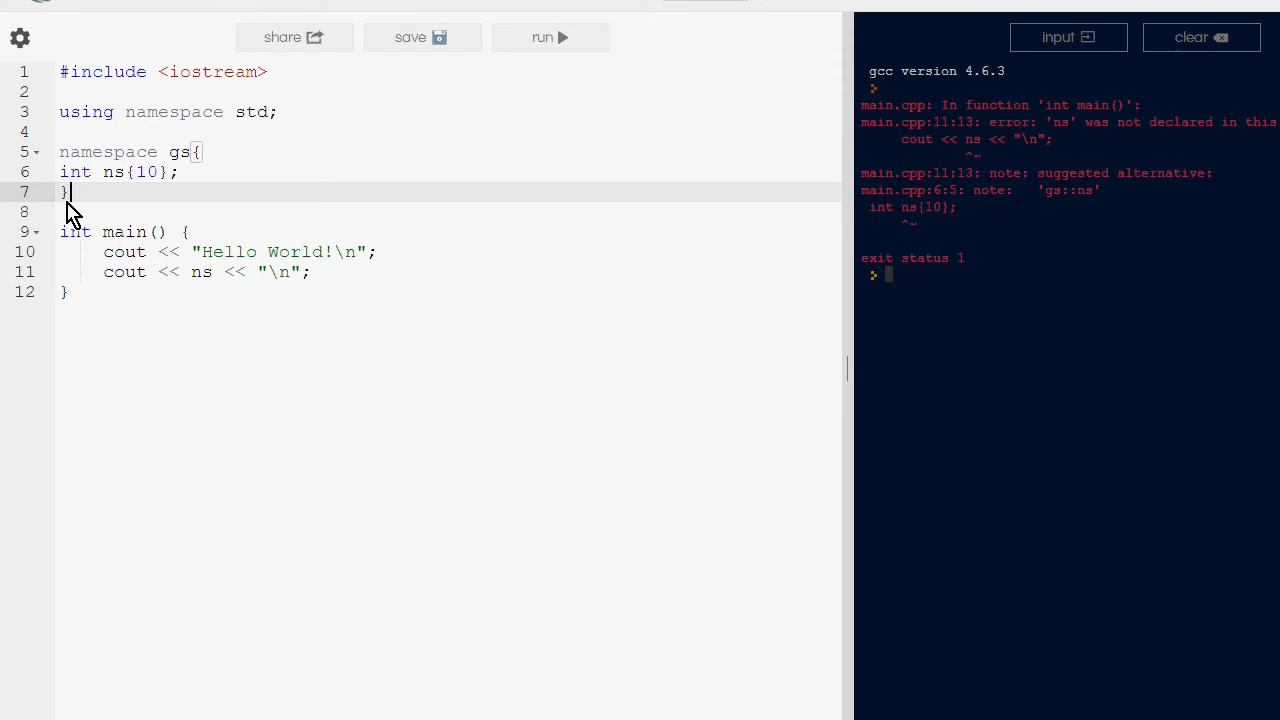 share save run
input clear
1 #include <iostream>
2
3 using namespace std;
4
5 namespace gs{
6 int ns{10};
7 }
8
9 int main() {
10 cout << "Hello World!\n";
11 cout << ns << "\n";
12 }
gcc version 4.6.3
main.cpp: In function 'int main()':
main.cpp:11:13: error: 'ns' was not declared in this
cout << ns << "\n";
^~
main.cpp:11:13: note: suggested alternative:
main.cpp:6:5: note: 'gs::ns'
int ns{10};
^~
exit status 1